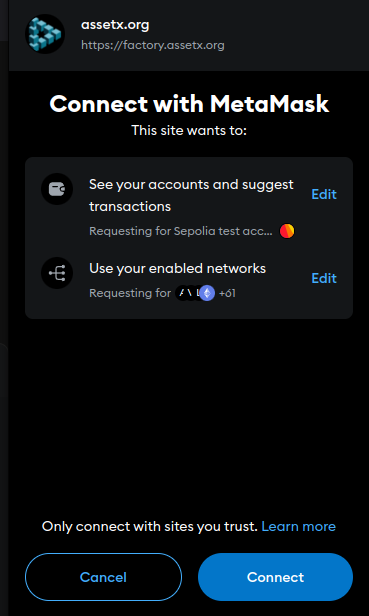 assetx.org
https://factory.assetx.org
Connect with MetaMask
This site wants to:
See your accounts and suggest
transactions
Edit
Requesting for Sepolia test acc...
Use your enabled networks
Edit
Requesting for +61
Only connect with sites you trust. Learn more
Cancel
Connect